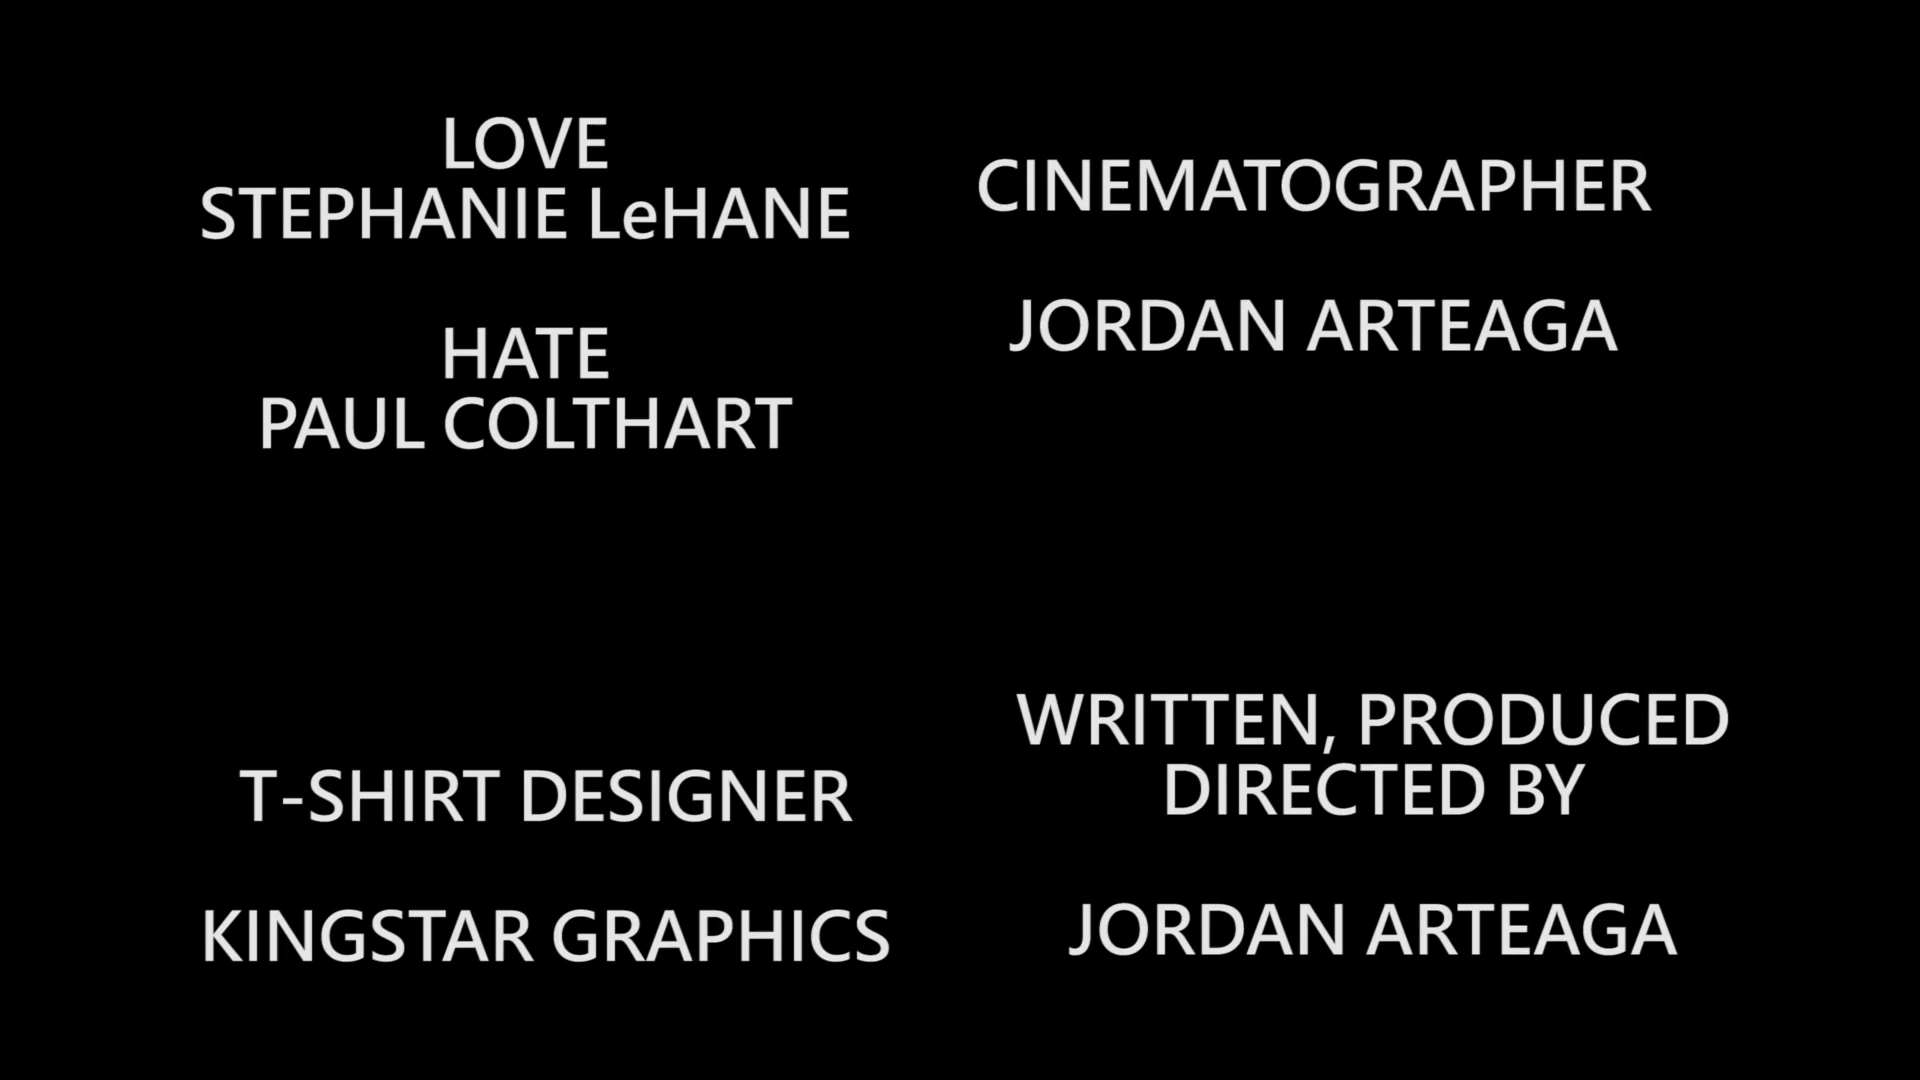 LOVE
STEPHANIE LeHANE
HATE
PAUL COLTHART
CINEMATOGRAPHER
JORDAN ARTEAGA
T-SHIRT DESIGNER
KINGSTAR GRAPHICS
WRITTEN, PRODUCED
DIRECTED BY
JORDAN ARTEAGA